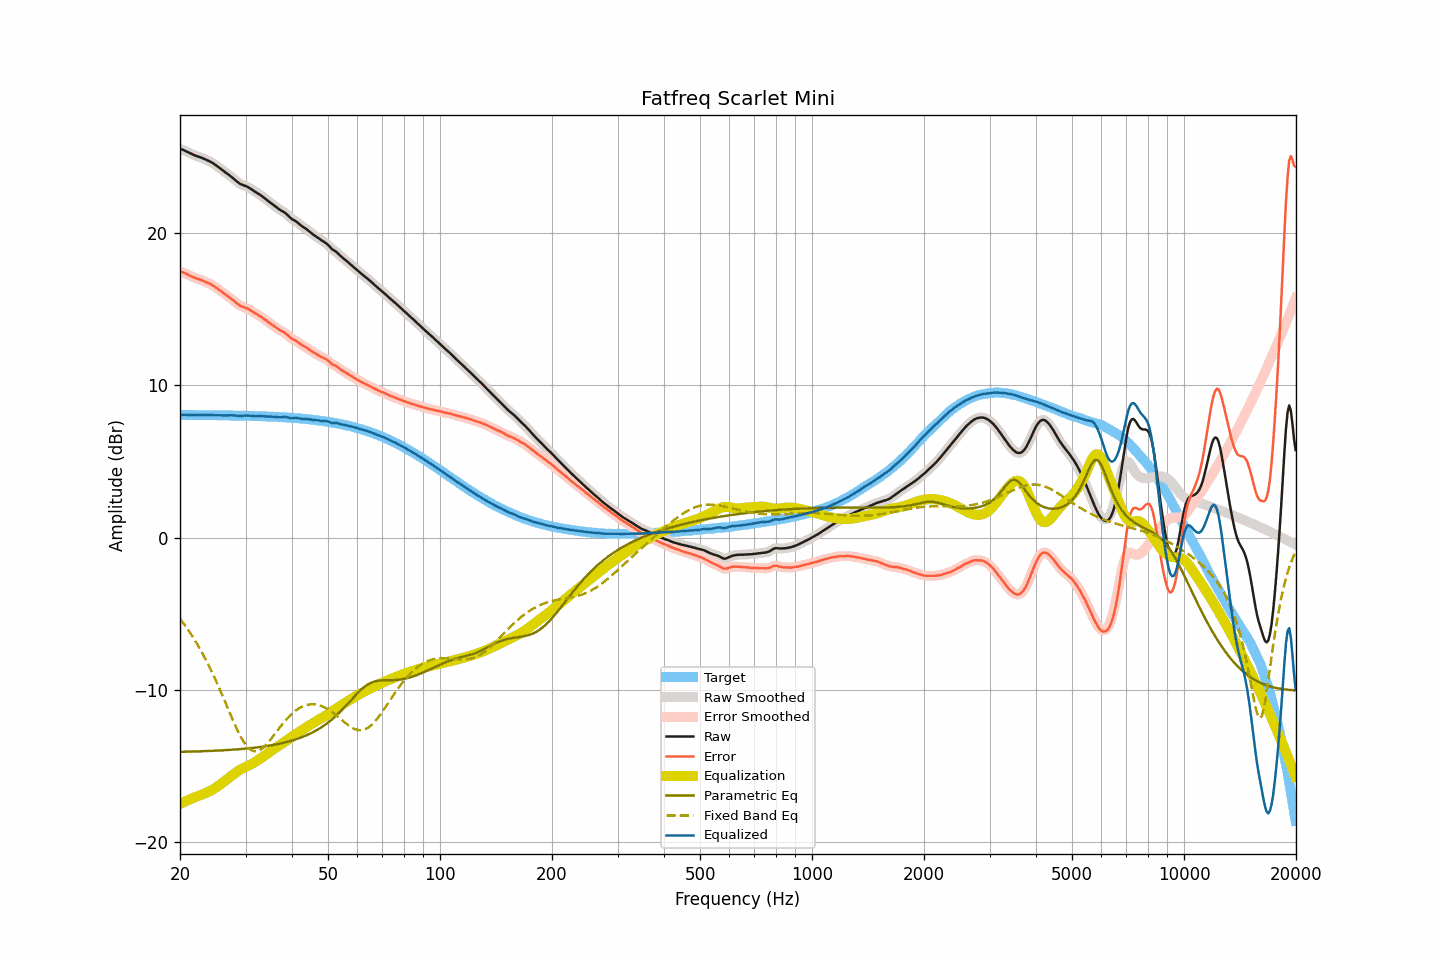 Fatfreq Scarlet Mini
Amplitude (dBr)
20
10
0
−10
−20
Target
Raw Smoothed
Error Smoothed
Raw
Error
Equalization
Parametric Eq
Fixed Band Eq
Equalized
20 50 100 200 500 1000 2000 5000 10000 20000
Frequency (Hz)